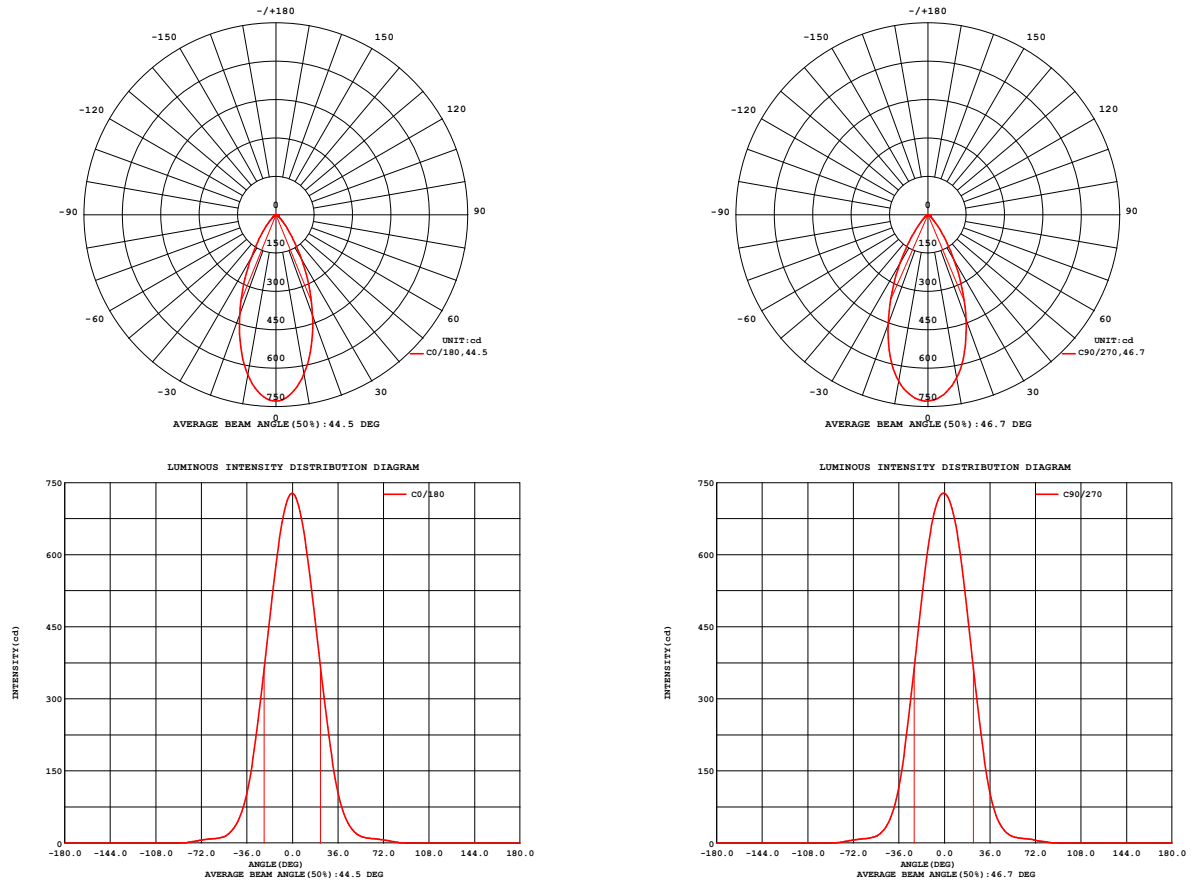 -/+180
-150 150
-120 120
-90 90
-60 60
-30 30
0
150
300
450
600
750
0
UNIT:cd
C0/180,44.5
AVERAGE BEAM ANGLE(50%):44.5 DEG
-/+180
-150 150
-120 120
-90 90
-60 60
-30 30
0
150
300
450
600
750
0
UNIT:cd
C90/270,46.7
AVERAGE BEAM ANGLE(50%):46.7 DEG
LUMINOUS INTENSITY DISTRIBUTION DIAGRAM
C0/180
INTENSITY(cd)
750
600
450
300
150
0
-180.0 -144.0 -108.0 -72.0 -36.0 0.0 36.0 72.0 108.0 144.0 180.0
ANGLE(DEG)
AVERAGE BEAM ANGLE(50%):44.5 DEG
LUMINOUS INTENSITY DISTRIBUTION DIAGRAM
C90/270
INTENSITY(cd)
750
600
450
300
150
0
-180.0 -144.0 -108.0 -72.0 -36.0 0.0 36.0 72.0 108.0 144.0 180.0
ANGLE(DEG)
AVERAGE BEAM ANGLE(50%):46.7 DEG